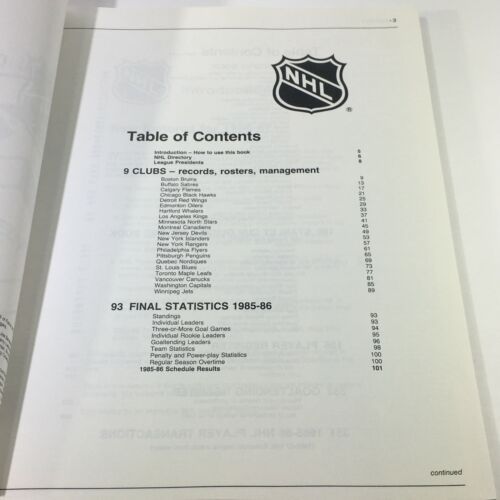 • 3
NHL
®
Table of Contents
Introduction – How to use this book 5
NHL Directory 6
League Presidents 8
9 CLUBS – records, rosters, management
Boston Bruins 9
Buffalo Sabres 13
Calgary Flames 17
Chicago Black Hawks 21
Detroit Red Wings 25
Edmonton Oilers 29
Hartford Whalers 33
Los Angeles Kings 37
Minnesota North Stars 41
Montreal Canadiens 45
New Jersey Devils 49
New York Islanders 53
New York Rangers 57
Philadelphia Flyers 61
Pittsburgh Penguins 65
Quebec Nordiques 69
St. Louis Blues 73
Toronto Maple Leafs 77
Vancouver Canucks 81
Washington Capitals 85
Winnipeg Jets 89
93 FINAL STATISTICS 1985-86
Standings 93
Individual Leaders 93
Three-or-More Goal Games 94
Individual Rookie Leaders 95
Goaltending Leaders 96
Team Statistics 98
Penalty and Power-play Statistics 100
Regular Season Overtime 100
1985-86 Schedule Results 101
continued